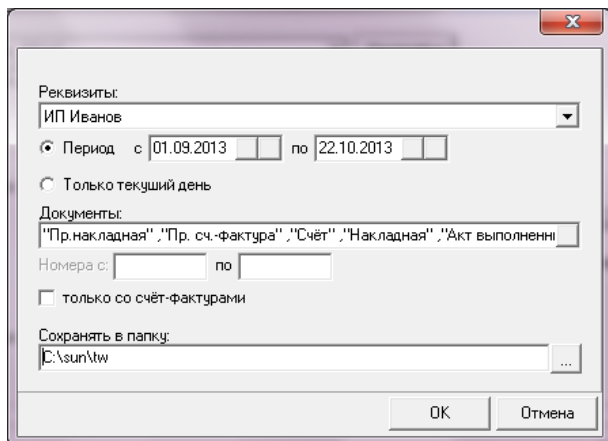 Реквизиты:
ИП Иванов
Период с 01.09.2013 по 22.10.2013
Только текущий день
Документы:
"Пр.накладная" ,"Пр. сч.-фактура" ,"Счёт" ,"Накладная" ,"Акт выполненн
Номера с: по
только со счёт-фактурами
Сохранять в папку:
C:\sun\tw
...
OK Отмена